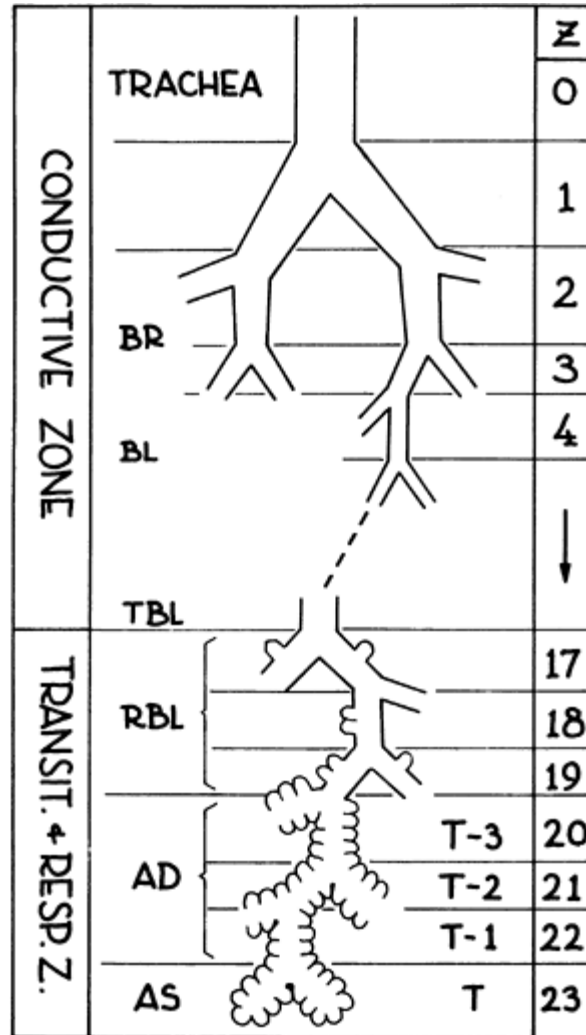 Z
TRACHEA 0
1
2
BR
3
BL 4
TBL
17
RBL 18
19
T-3 20
AD T-2 21
T-1 22
AS T 23
CONDUCTIVE ZONE
TRANSIT. & RESP. Z.